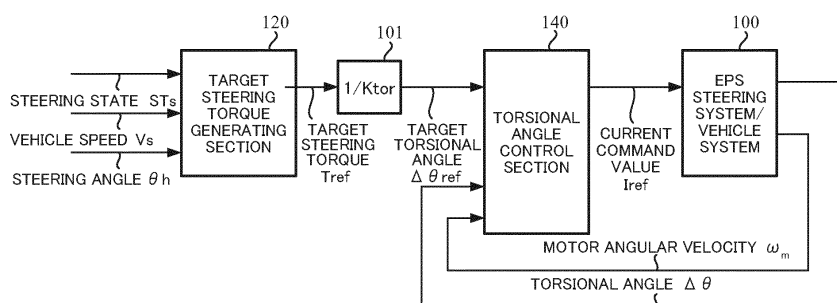 120
TARGET
STEERING
TORQUE
GENERATING
SECTION
STEERING STATE STs
VEHICLE SPEED Vs
STEERING ANGLE θh
101
1/Ktor
TARGET
STEERING
TORQUE
Tref
TARGET
TORSIONAL
ANGLE
Δθref
140
TORSIONAL
ANGLE
CONTROL
SECTION
CURRENT
COMMAND
VALUE
Iref
100
EPS
STEERING
SYSTEM/
VEHICLE
SYSTEM
MOTOR ANGULAR VELOCITY ωm
TORSIONAL ANGLE Δθ